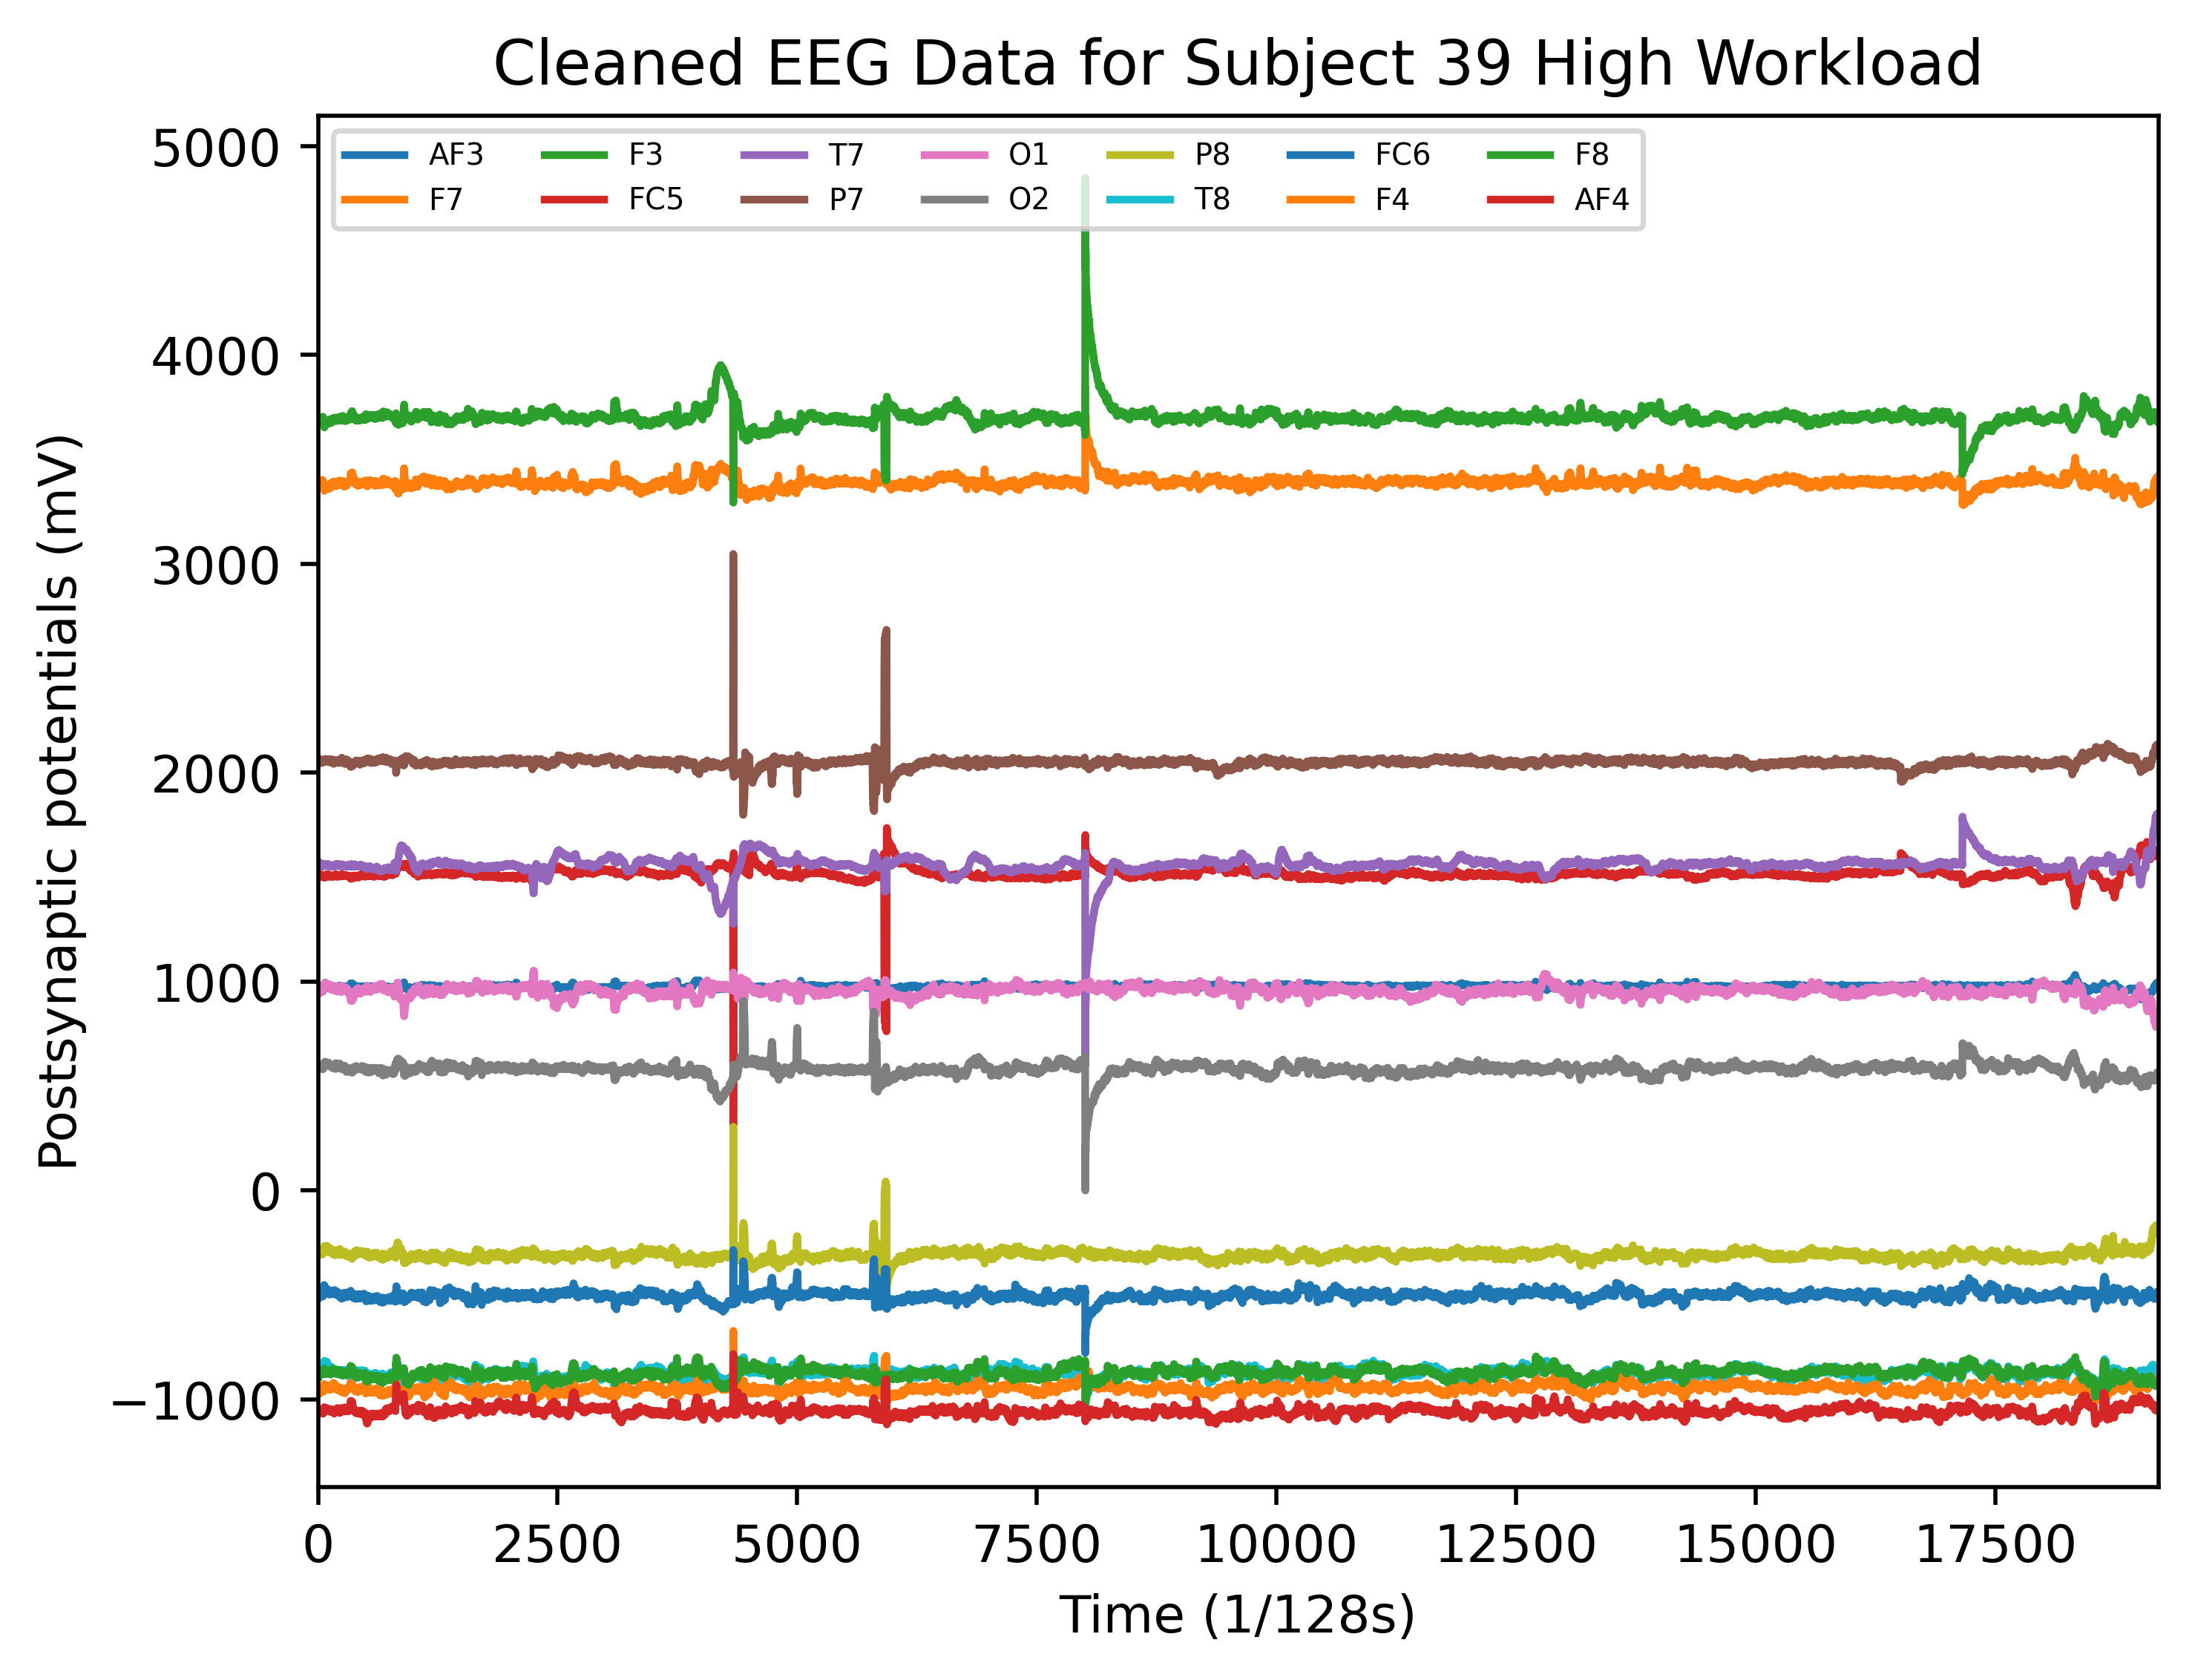 Cleaned EEG Data for Subject 39 High Workload
AF3 F3 T7 O1 P8 FC6 F8
F7 FC5 P7 O2 T8 F4 AF4
5000
4000
3000
2000
1000
0
−1000
Postsynaptic potentials (mV)
0 2500 5000 7500 10000 12500 15000 17500
Time (1/128s)